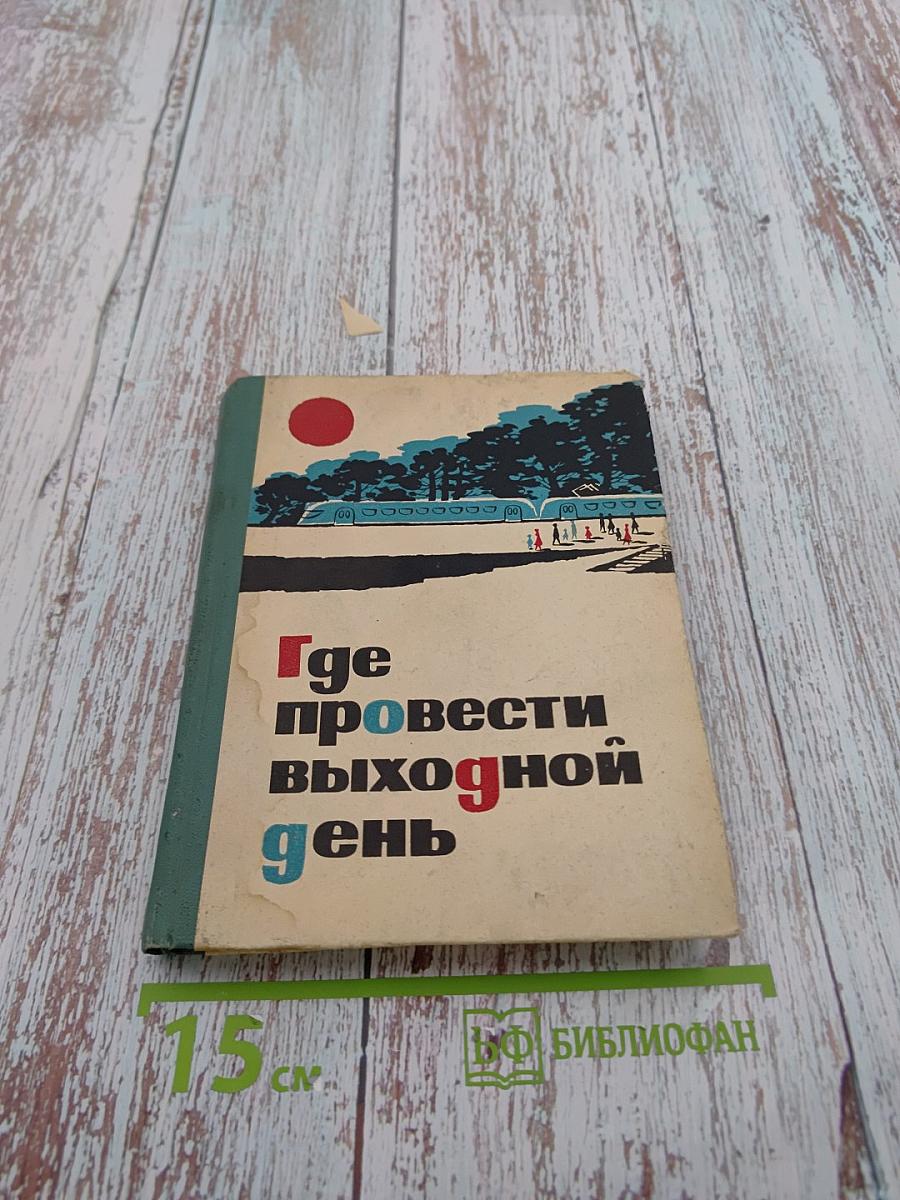 Где
провести
выходной
день
15 см
БФ БИБЛИОФАН